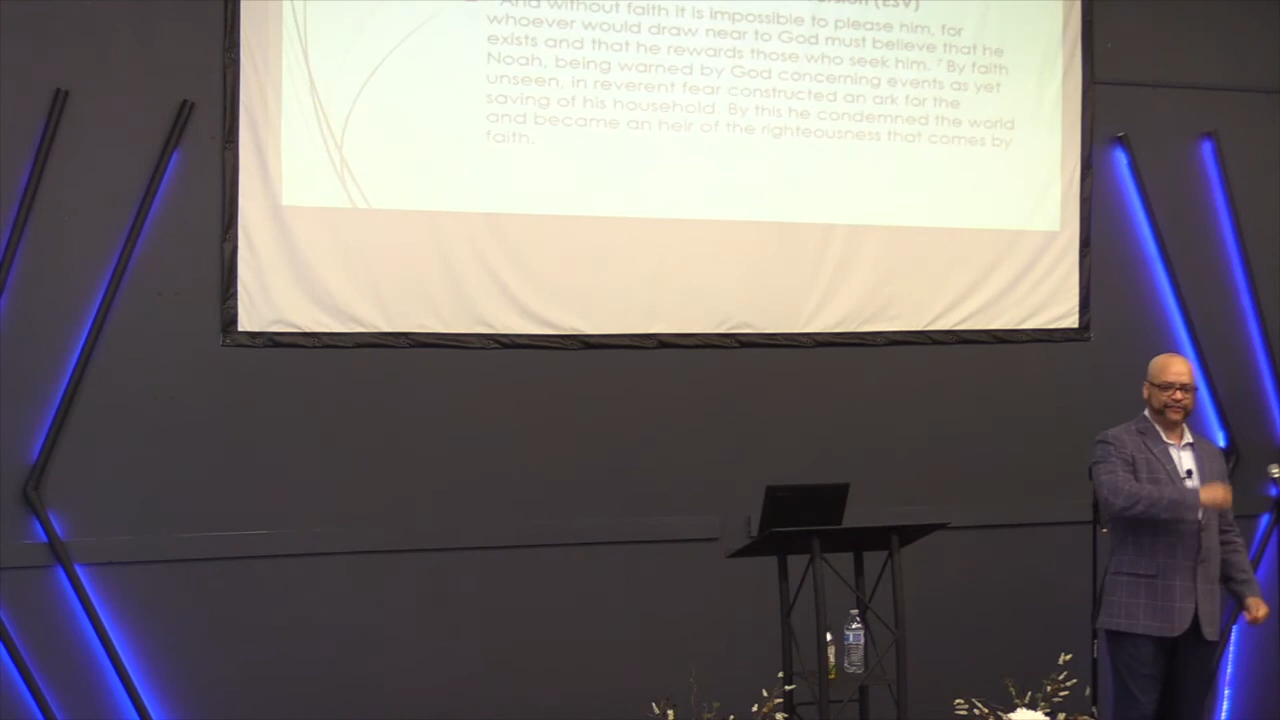 (ESV)
And without faith it is impossible to please him, for
whoever would draw near to God must believe that he
exists and that he rewards those who seek him. 7 By faith
Noah, being warned by God concerning events as yet
unseen, in reverent fear constructed an ark for the
saving of his household. By this he condemned the world
and became an heir of the righteousness that comes by
faith.